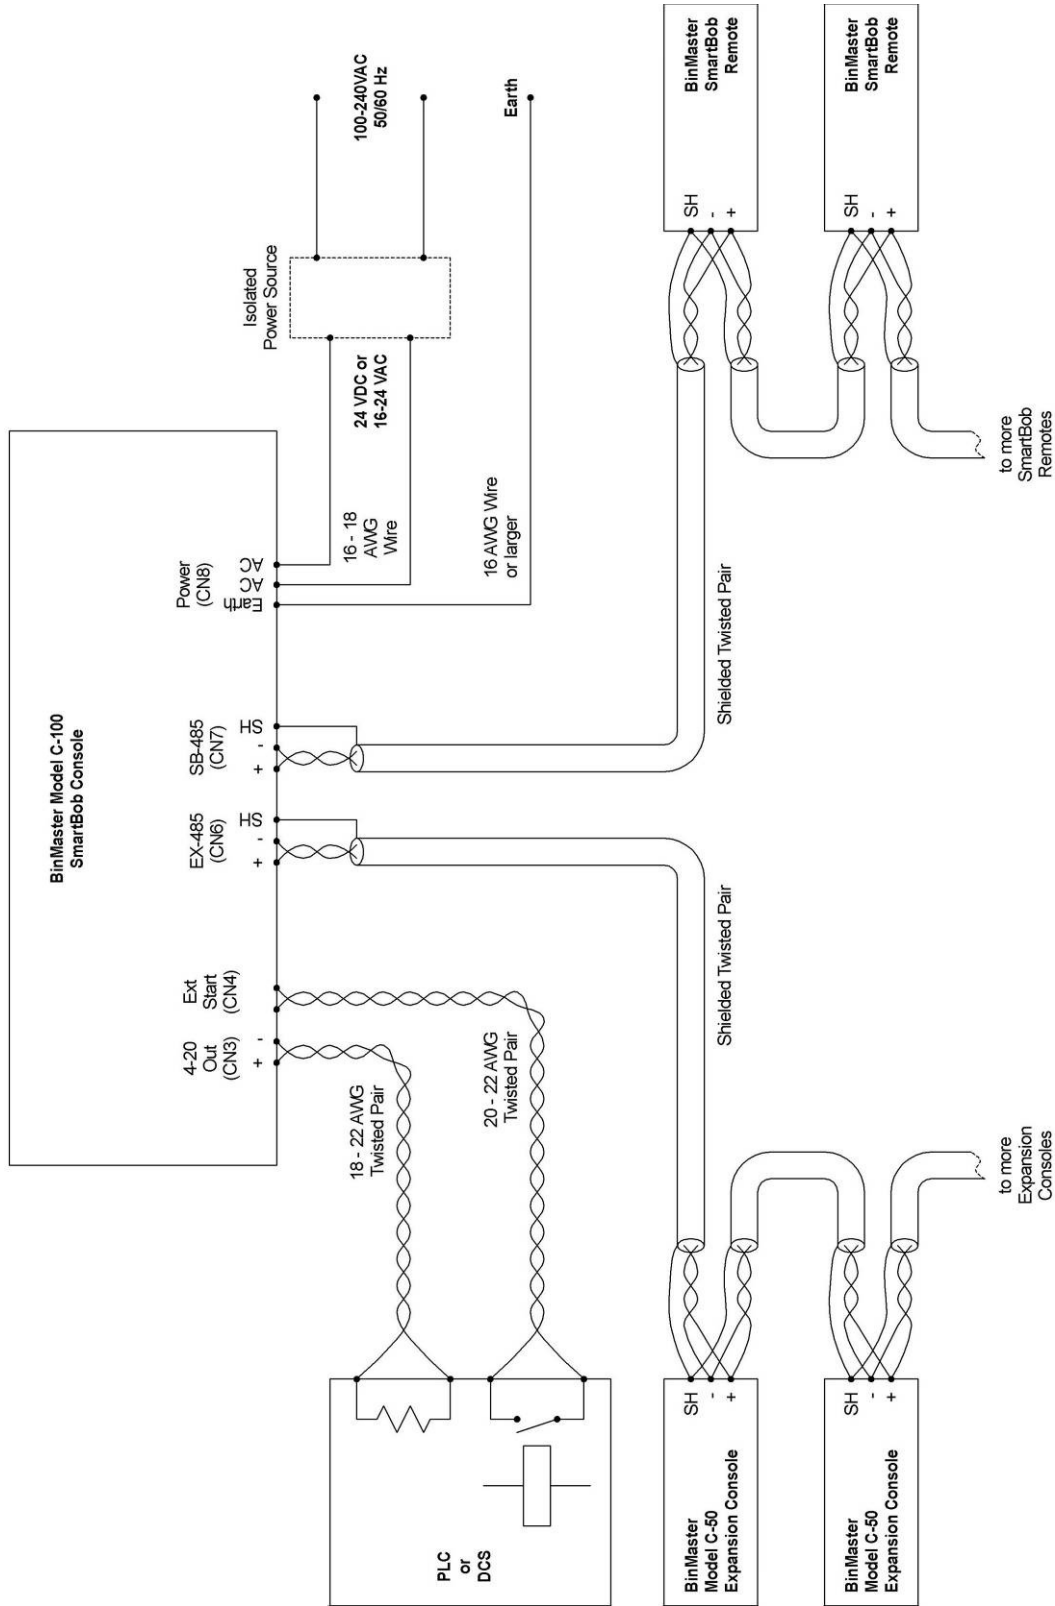 BinMaster Model C-100
SmartBob Console
4-20
Out
(CN3)
+
-
Ext
Start
(CN4)
EX-485
(CN6)
+
-
SH
SB-485
(CN7)
+
-
SH
Power
(CN8)
Earth
AC
AC
Isolated
Power Source
100-240VAC
50/60 Hz
24 VDC or
16-24 VAC
16 - 18
AWG
Wire
Earth
16 AWG Wire
or larger
18 - 22 AWG
Twisted Pair
20 - 22 AWG
Twisted Pair
PLC
or
DCS
Shielded Twisted Pair
Shielded Twisted Pair
BinMaster
Model C-50
Expansion Console
SH
-
+
BinMaster
Model C-50
Expansion Console
SH
-
+
to more
Expansion
Consoles
BinMaster
SmartBob
Remote
SH
-
+
BinMaster
SmartBob
Remote
SH
-
+
to more
SmartBob
Remotes